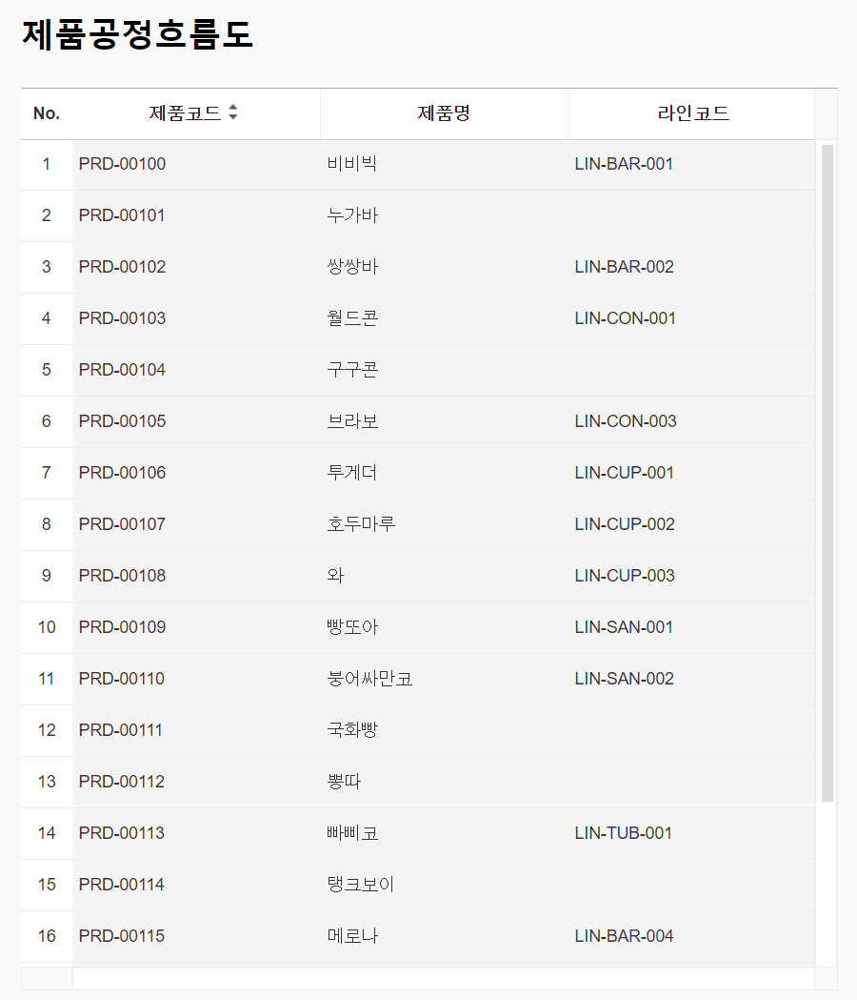 제품공정흐름도
No. 제품코드 제품명 라인코드
1 PRD-00100 비비빅 LIN-BAR-001
2 PRD-00101 누가바
3 PRD-00102 쌍쌍바 LIN-BAR-002
4 PRD-00103 월드콘 LIN-CON-001
5 PRD-00104 구구콘
6 PRD-00105 브라보 LIN-CON-003
7 PRD-00106 투게더 LIN-CUP-001
8 PRD-00107 호두마루 LIN-CUP-002
9 PRD-00108 와 LIN-CUP-003
10 PRD-00109 빵또아 LIN-SAN-001
11 PRD-00110 붕어싸만코 LIN-SAN-002
12 PRD-00111 국화빵
13 PRD-00112 뽕따
14 PRD-00113 빠삐코 LIN-TUB-001
15 PRD-00114 탱크보이
16 PRD-00115 메로나 LIN-BAR-004